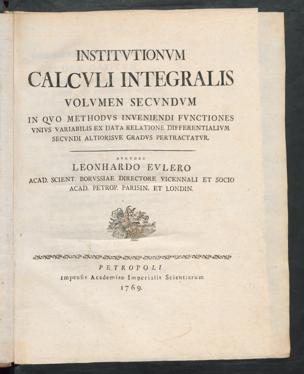 INSTITVTIONVM
CALCVLI INTEGRALIS
VOLVMEN SECVNDVM
IN QVO METHODVS INVENIENDI FVNCTIONES
VNIVS VARIABILIS EX DATA RELATIONE DIFFERENTIALIVM
SECVNDI ALTIORISVE GRADVS PERTRACTATVR.
AVCTORE
LEONHARDO EVLERO
ACAD. SCIENT. BORVSSIAE DIRECTORE VICENNALI ET SOCIO
ACAD. PETROP. PARISIN. ET LONDIN.
PETROPOLI
Impensis Academiae Imperialis Scientiarum
1769.